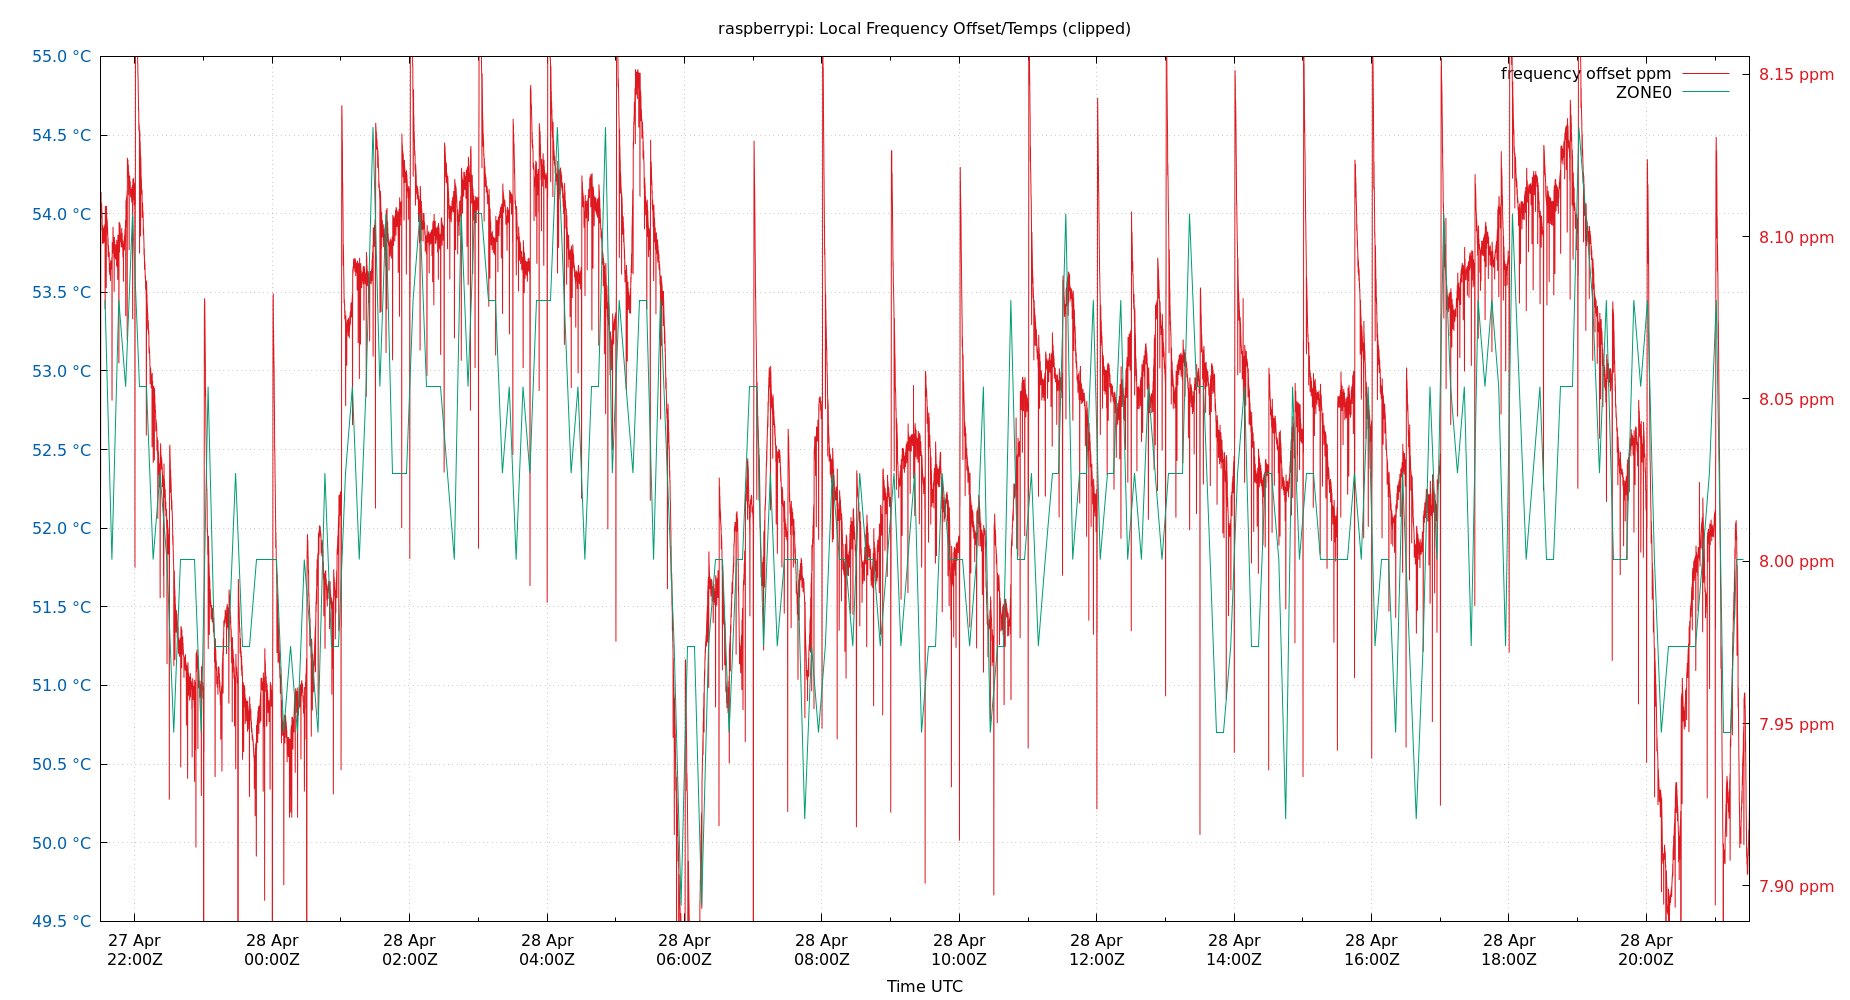 raspberrypi: Local Frequency Offset/Temps (clipped)
55.0 °C
54.5 °C
54.0 °C
53.5 °C
53.0 °C
52.5 °C
52.0 °C
51.5 °C
51.0 °C
50.5 °C
50.0 °C
49.5 °C
frequency offset ppm
ZONE0
8.15 ppm
8.10 ppm
8.05 ppm
8.00 ppm
7.95 ppm
7.90 ppm
27 Apr 28 Apr 28 Apr 28 Apr 28 Apr 28 Apr 28 Apr 28 Apr 28 Apr 28 Apr 28 Apr 28 Apr
22:00Z 00:00Z 02:00Z 04:00Z 06:00Z 08:00Z 10:00Z 12:00Z 14:00Z 16:00Z 18:00Z 20:00Z
Time UTC